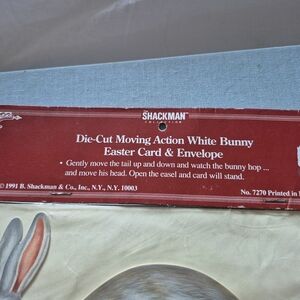 THE
SHACKMAN
COLLECTION
Die-Cut Moving Action White Bunny
Easter Card & Envelope
• Gently move the tail up and down and watch the bunny hop ...
and move his head. Open the easel and card will stand.
© 1991 B. Shackman & Co., Inc., N.Y., N.Y. 10003
No. 7270 Printed in